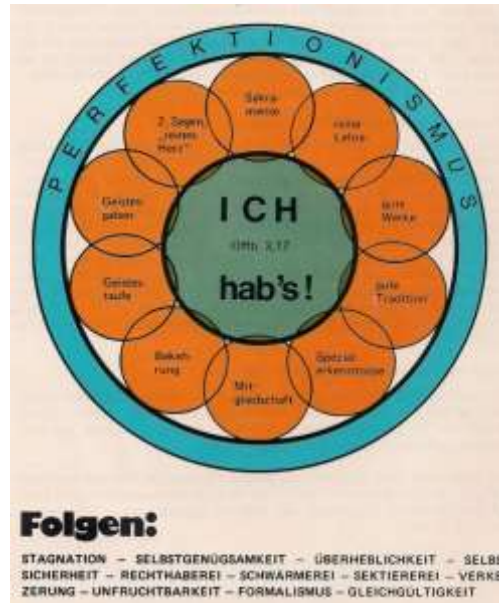 PERFEKTIONISMUS
Sakra-
mente
reine
Lehre
gute
Werke
gute
Tradition
Spezial-
erkenntnisse
Mit-
gliedschaft
Bekeh-
rung
Geistes-
taufe
Geistes-
gaben
2. Segen,
„reines
Herz"
ICH
Offb. 3,17
hab's!
Folgen:
STAGNATION – SELBSTGENÜGSAMKEIT – ÜBERHEBLICHKEIT – SELBS
SICHERHEIT – RECHTHABEREI – SCHWÄRMEREI – SEKTIEREREI – VERKE
ZERUNG – UNFRUCHTBARKEIT – FORMALISMUS – GLEICHGÜLTIGKEIT